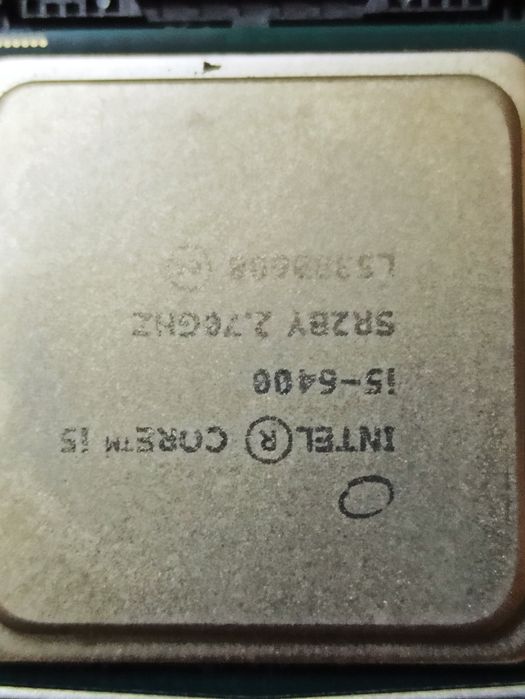 INTEL® CORE™ i5
i5-6400
SR2BY 2.70GHZ